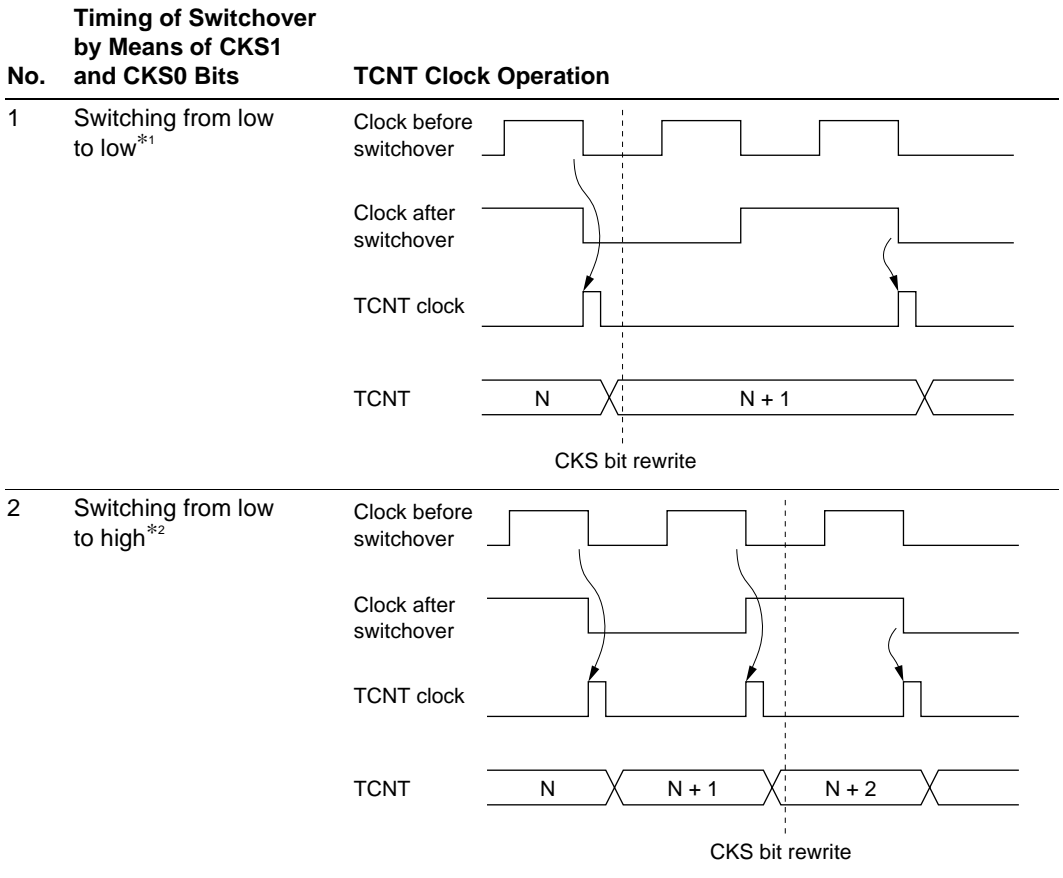 Timing of Switchover
by Means of CKS1
No. and CKS0 Bits TCNT Clock Operation
1 Switching from low
to low*1
Clock before
switchover
Clock after
switchover
TCNT clock
TCNT N N + 1
CKS bit rewrite
2 Switching from low
to high*2
Clock before
switchover
Clock after
switchover
TCNT clock
TCNT N N + 1 N + 2
CKS bit rewrite